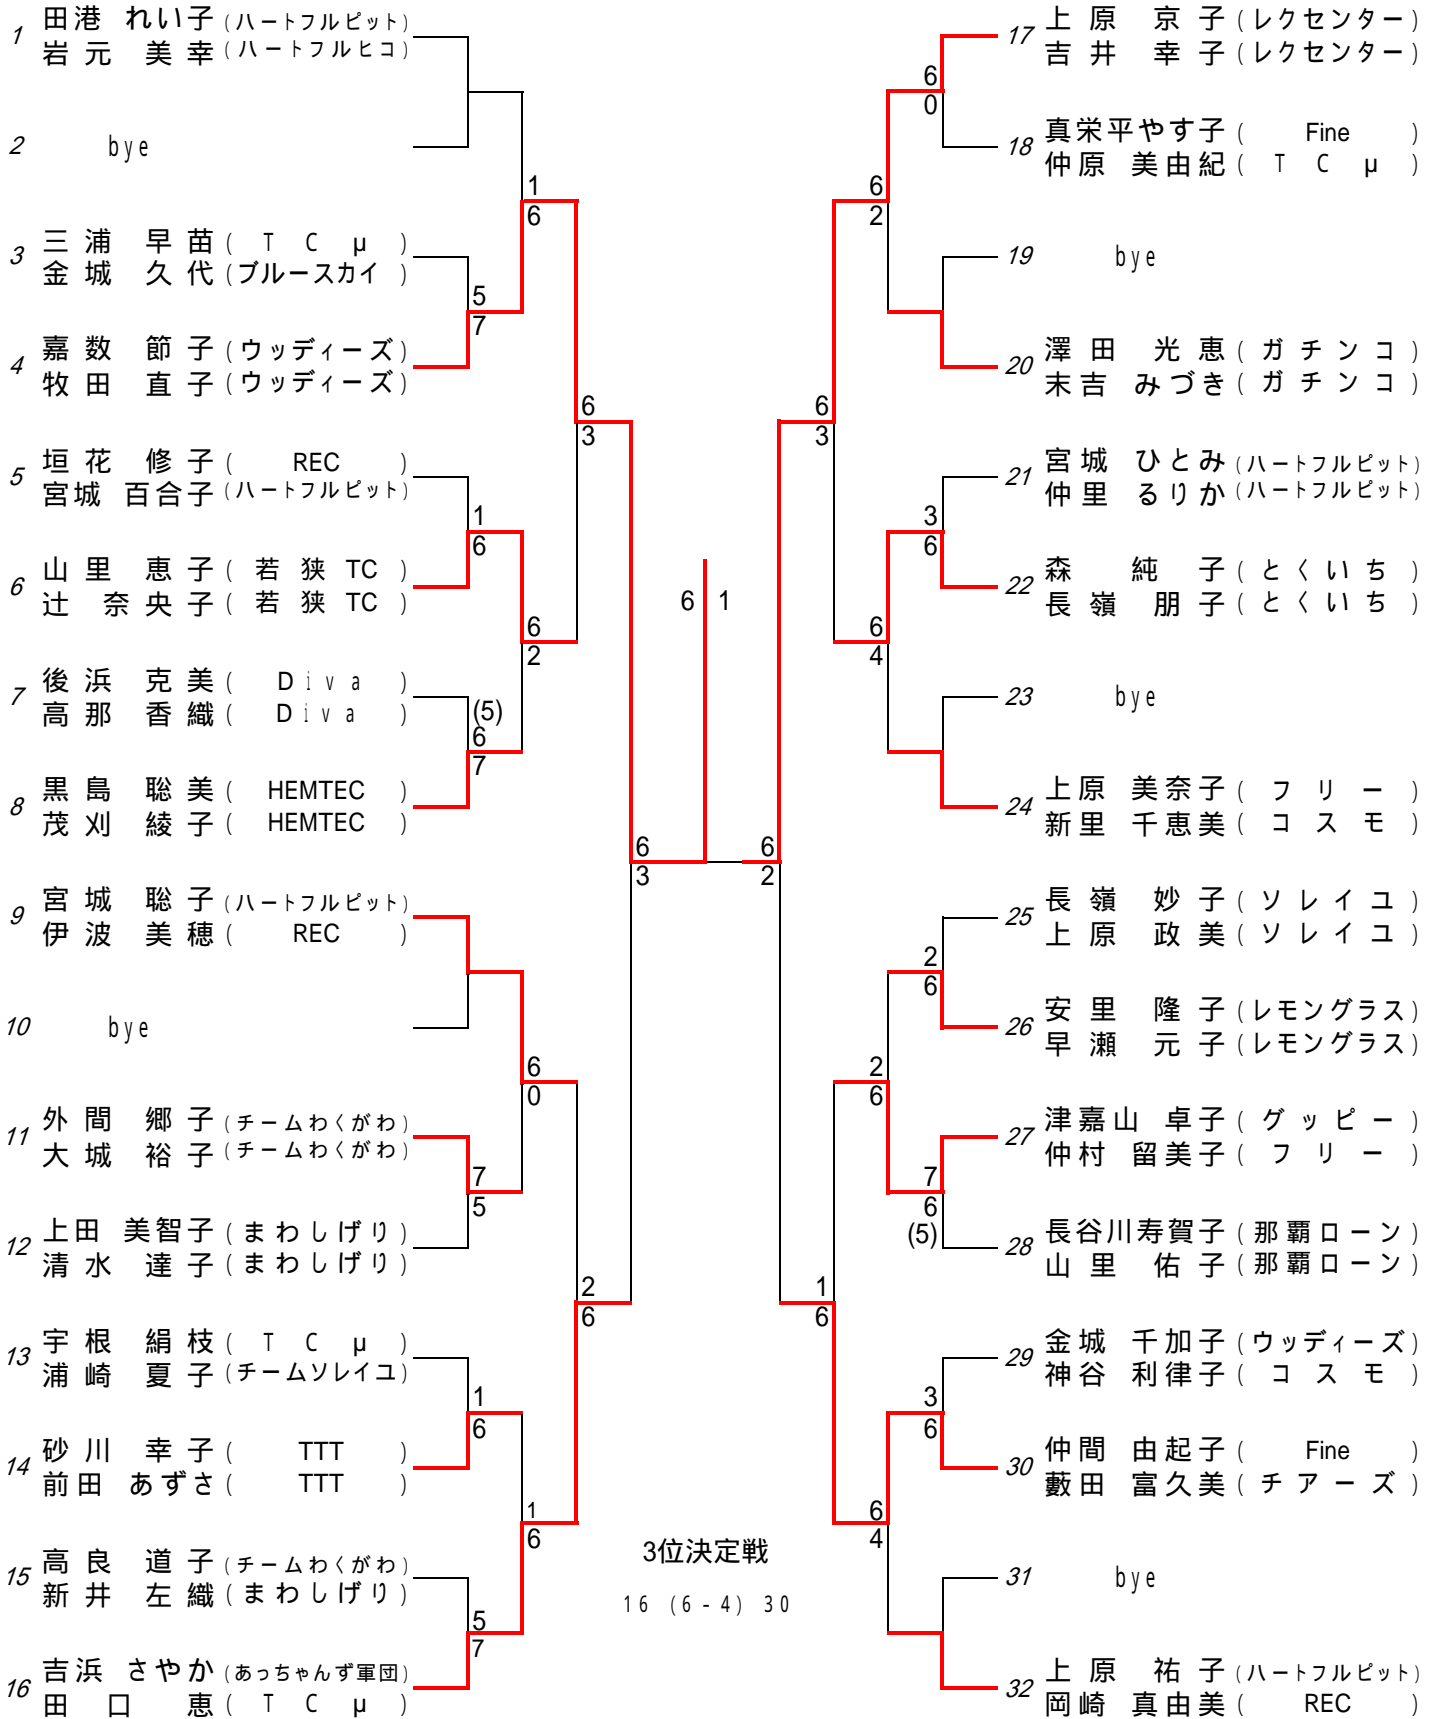 1 田港 れい子 (ハートフルピット)
岩元 美幸 (ハートフルヒコ)
2 bye
3 三浦 早苗 ( T C μ )
金城 久代 (ブルースカイ )
4 嘉数 節子 (ウッディーズ)
牧田 直子 (ウッディーズ)
5 垣花 修子 ( REC )
宮城 百合子 (ハートフルピット)
6 山里 恵子 ( 若狭 TC )
辻 奈央子 ( 若狭 TC )
7 後浜 克美 ( Diva )
高那 香織 ( Diva )
8 黒島 聡美 ( HEMTEC )
茂刈 綾子 ( HEMTEC )
9 宮城 聡子 (ハートフルピット)
伊波 美穂 ( REC )
10 bye
11 外間 郷子 (チームわくがわ)
大城 裕子 (チームわくがわ)
12 上田 美智子 (まわしげり)
清水 達子 (まわしげり)
13 宇根 絹枝 ( T C μ )
浦崎 夏子 (チームソレイユ)
14 砂川 幸子 ( TTT )
前田 あずさ ( TTT )
15 高良 道子 (チームわくがわ)
新井 左織 (まわしげり)
16 吉浜 さやか (あっちゃんず軍団)
田口 恵 ( T C μ )
1
6
5
7
6
3
1
6
6
2
(5)
6
7
6
3
6
0
7
5
2
6
1
6
1
6
5
7
6 1
3位決定戦
16 (6-4) 30
17 上原 京子 (レクセンター)
吉井 幸子 (レクセンター)
18 真栄平やす子 ( Fine )
仲原 美由紀 ( T C μ )
19 bye
20 澤田 光恵 ( ガチンコ )
末吉 みづき ( ガチンコ )
21 宮城 ひとみ (ハートフルピット)
仲里 るりか (ハートフルピット)
22 森 純子 ( とくいち )
長嶺 朋子 ( とくいち )
23 bye
24 上原 美奈子 ( フリー )
新里 千恵美 ( コスモ )
25 長嶺 妙子 ( ソレイユ )
上原 政美 ( ソレイユ )
26 安里 隆子 (レモングラス)
早瀬 元子 (レモングラス)
27 津嘉山 卓子 ( グッピー )
仲村 留美子 ( フリー )
28 長谷川寿賀子 (那覇ローン)
山里 佑子 (那覇ローン)
29 金城 千加子 (ウッディーズ)
神谷 利律子 ( コスモ )
30 仲間 由起子 ( Fine )
藪田 富久美 ( チアーズ )
31 bye
32 上原 祐子 (ハートフルピット)
岡崎 真由美 ( REC )
6
0
6
2
6
3
3
6
6
4
6
2
2
6
2
6
7
6
(5)
1
6
3
6
6
4